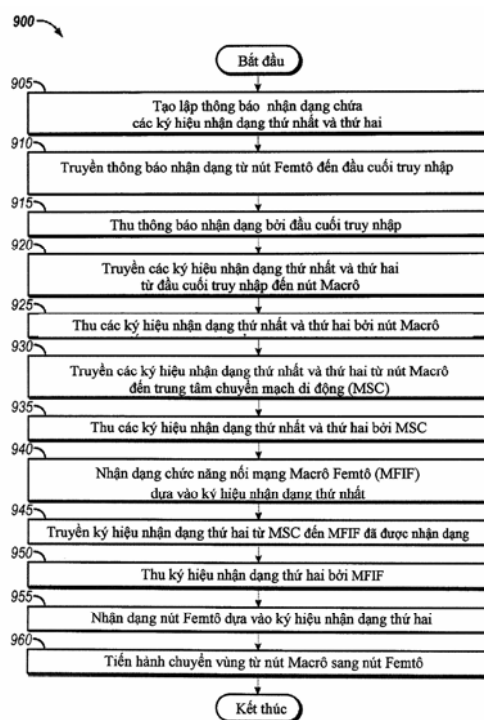 900
Bắt đầu
905
Tạo lập thông báo nhận dạng chứa
các ký hiệu nhận dạng thứ nhất và thứ hai
910
Truyền thông báo nhận dạng từ nút Femtô đến đầu cuối truy nhập
915
Thu thông báo nhận dạng bởi đầu cuối truy nhập
920
Truyền các ký hiệu nhận dạng thứ nhất và thứ hai
từ đầu cuối truy nhập đến nút Macrô
925
Thu các ký hiệu nhận dạng thứ nhất và thứ hai bởi nút Macrô
930
Truyền các ký hiệu nhận dạng thứ nhất và thứ hai từ nút Macrô
đến trung tâm chuyển mạch di động (MSC)
935
Thu các ký hiệu nhận dạng thứ nhất và thứ hai bởi MSC
940
Nhận dạng chức năng nối mạng Macrô Femtô (MFIF)
dựa vào ký hiệu nhận dạng thứ nhất
945
Truyền ký hiệu nhận dạng thứ hai từ MSC đến MFIF đã được nhận dạng
950
Thu ký hiệu nhận dạng thứ hai bởi MFIF
955
Nhận dạng nút Femtô dựa vào ký hiệu nhận dạng thứ hai
960
Tiến hành chuyển vùng từ nút Macrô sang nút Femtô
Kết thúc